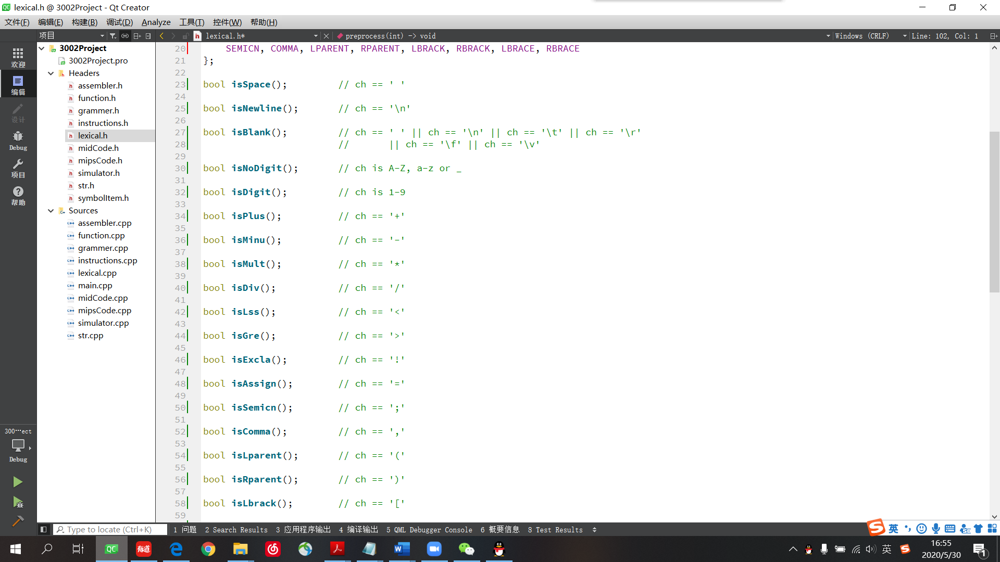 lexical.h @ 3002Project - Qt Creator
文件(F) 编辑(E) 构建(B) 调试(D) Analyze 工具(T) 控件(W) 帮助(H)
项目 lexical.h* preprocess(int) -> void Windows (CRLF) Line: 102, Col: 1
欢迎
编辑
设计
Debug
项目
帮助
300···ect
Debug
3002Project
3002Project.pro
Headers
assembler.h
function.h
grammer.h
instructions.h
lexical.h
midCode.h
mipsCode.h
simulator.h
str.h
symbolItem.h
Sources
assembler.cpp
function.cpp
grammer.cpp
instructions.cpp
lexical.cpp
main.cpp
midCode.cpp
mipsCode.cpp
simulator.cpp
str.cpp
20 SEMICN, COMMA, LPARENT, RPARENT, LBRACK, RBRACK, LBRACE, RBRACE
21 };
22
23 bool isSpace(); // ch == ' '
24
25 bool isNewline(); // ch == '\n'
26
27 bool isBlank(); // ch == ' ' || ch == '\n' || ch == '\t' || ch == '\r'
28 // || ch == '\f' || ch == '\v'
29
30 bool isNoDigit(); // ch is A-Z, a-z or _
31
32 bool isDigit(); // ch is 1-9
33
34 bool isPlus(); // ch == '+'
35
36 bool isMinu(); // ch == '-'
37
38 bool isMult(); // ch == '*'
39
40 bool isDiv(); // ch == '/'
41
42 bool isLss(); // ch == '<'
43
44 bool isGre(); // ch == '>'
45
46 bool isExcla(); // ch == '!'
47
48 bool isAssign(); // ch == '='
49
50 bool isSemicn(); // ch == ';'
51
52 bool isComma(); // ch == ','
53
54 bool isLparent(); // ch == '('
55
56 bool isRparent(); // ch == ')'
57
58 bool isLbrack(); // ch == '['
59
Type to locate (Ctrl+K) 1 问题 2 Search Results 3 应用程序输出 4 编译输出 5 QML Debugger Console 6 概要信息 8 Test Results
英
QC 有道 英 16:55
2020/5/30
1